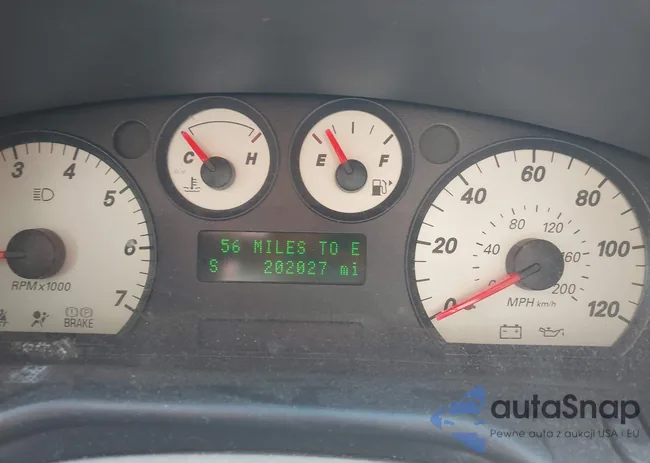 3 4 5 6 7
RPM x 1000
BRAKE
C H
E F
56 MILES TO E
S 202027 mi
0 20 40 60 80 100 120
40 80 120 160 200
MPH km/h
autaSnap
Pewne auta z aukcji USA i EU